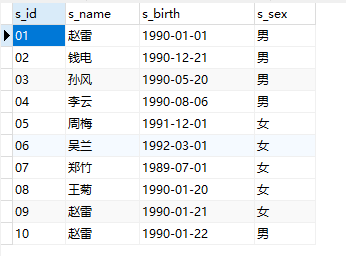 s_id s_name s_birth s_sex
01 赵雷 1990-01-01 男
02 钱电 1990-12-21 男
03 孙风 1990-05-20 男
04 李云 1990-08-06 男
05 周梅 1991-12-01 女
06 吴兰 1992-03-01 女
07 郑竹 1989-07-01 女
08 王菊 1990-01-20 女
09 赵雷 1990-01-21 女
10 赵雷 1990-01-22 男